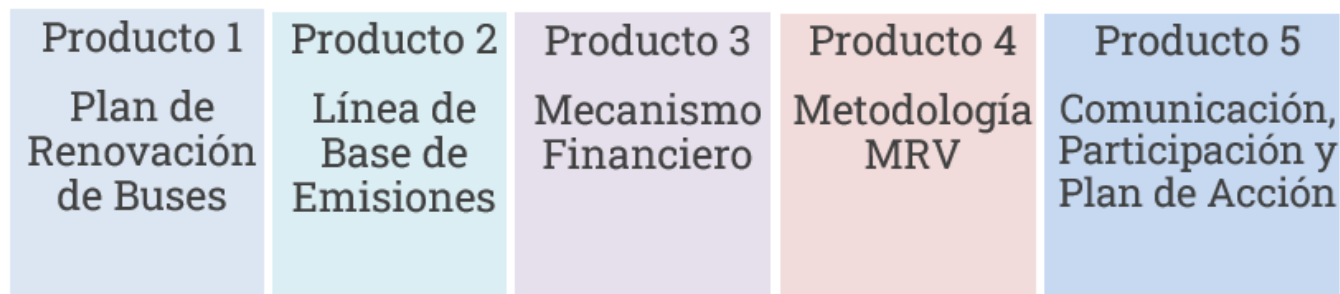 Producto 1
Plan de
Renovación
de Buses
Producto 2
Línea de
Base de
Emisiones
Producto 3
Mecanismo
Financiero
Producto 4
Metodología
MRV
Producto 5
Comunicación,
Participación y
Plan de Acción